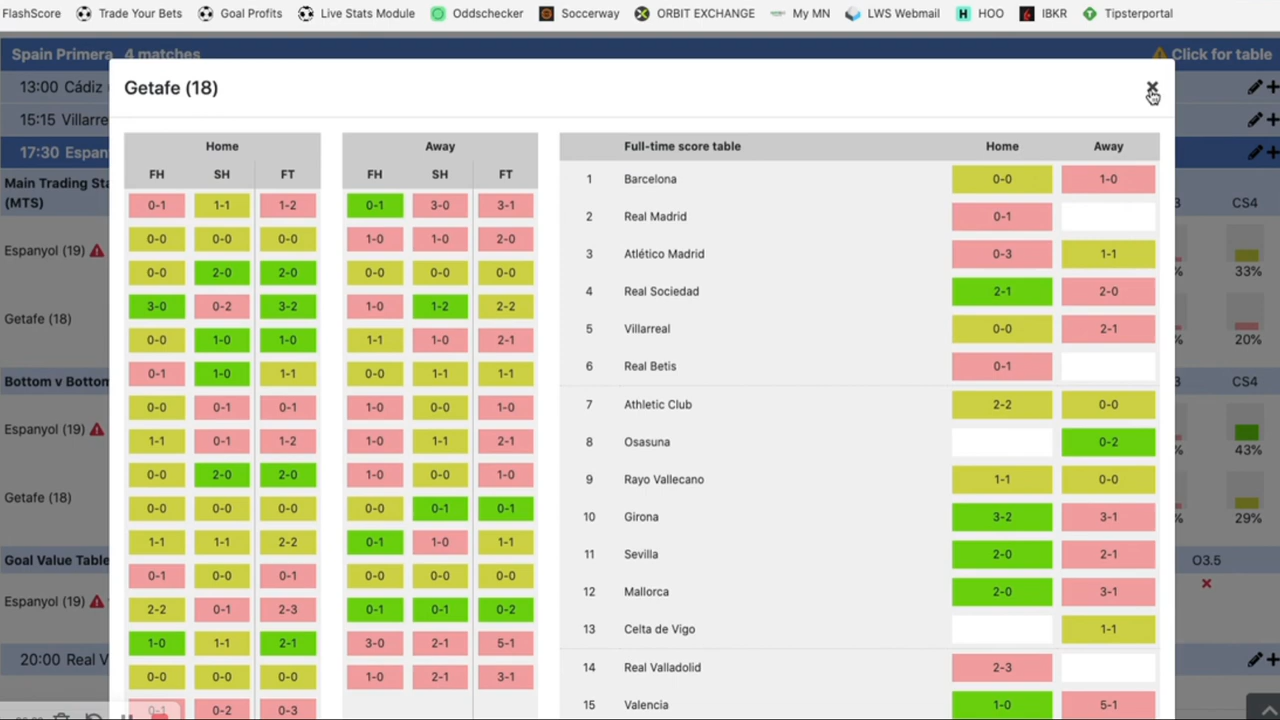 FlashScore Trade Your Bets Goal Profits Live Stats Module Oddschecker Soccerway ORBIT EXCHANGE My MN LWS Webmail HOO IBKR Tipsterportal
Spain Primera 4 matches Click for table
13:00 Cádiz
15:15 Villarre
17:30 Espan
Main Trading Sta
(MTS)
Espyanyol (19)
Getafe (18)
Bottom v Bottom
Espanyol (19)
Getafe (18)
Goal Value Table
Espanyol (19)
20:00 Real V
Getafe (18)
Home
FH SH FT
0-1 1-1 1-2
0-0 0-0 0-0
0-0 2-0 2-0
3-0 0-2 3-2
0-0 1-0 1-0
0-1 1-0 1-1
0-0 0-1 0-1
1-1 0-1 1-2
0-0 2-0 2-0
0-0 0-0 0-0
1-1 1-1 2-2
0-1 0-0 0-1
2-2 0-1 2-3
1-0 1-1 2-1
0-0 0-0 0-0
0-1 0-2 0-3
Away
FH SH FT
0-1 3-0 3-1
1-0 1-0 2-0
0-0 0-0 0-0
1-0 1-2 2-2
1-1 1-0 2-1
0-0 1-1 1-1
1-0 0-0 1-0
1-0 1-1 2-1
1-0 0-0 1-0
0-0 0-1 0-1
0-1 1-0 1-1
0-0 0-0 0-0
0-1 0-1 0-2
3-0 2-1 5-1
1-0 2-1 3-1
Full-time score table Home Away
1 Barcelona 0-0 1-0
2 Real Madrid 0-1
3 Atlético Madrid 0-3 1-1
4 Real Sociedad 2-1 2-0
5 Villarreal 0-0 2-1
6 Real Betis 0-1
7 Athletic Club 2-2 0-0
8 Osasuna 0-2
9 Rayo Vallecano 1-1 0-0
10 Girona 3-2 3-1
11 Sevilla 2-0 2-1
12 Mallorca 2-0 3-1
13 Celta de Vigo 1-1
14 Real Valladolid 2-3
15 Valencia 1-0 5-1
3 CS4
% 33%
% 20%
3 CS4
% 43%
% 29%
O3.5